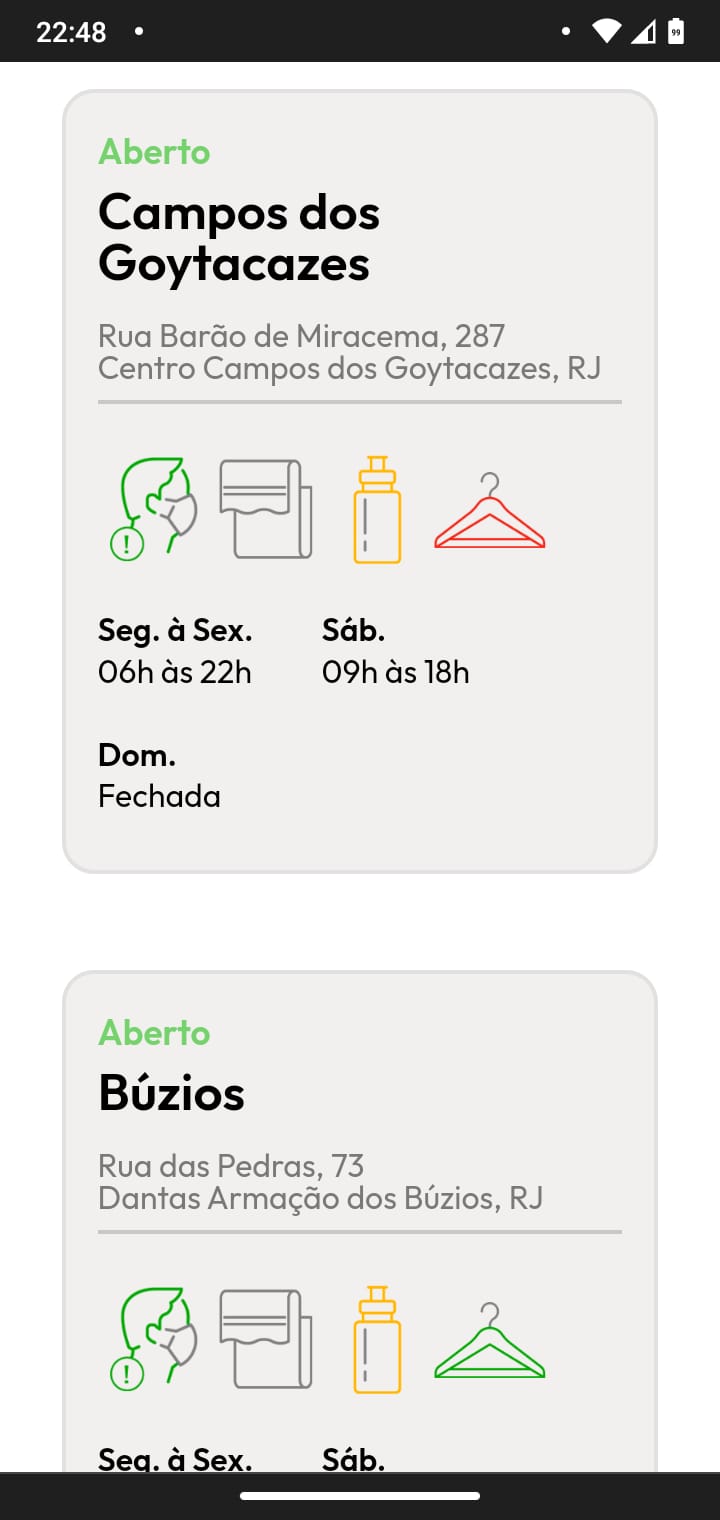 22:48
99
Aberto
Campos dos
Goytacazes
Rua Barão de Miracema, 287
Centro Campos dos Goytacazes, RJ
!
Seg. à Sex.
Sáb.
06h às 22h
09h às 18h
Dom.
Fechada
Aberto
Búzios
Rua das Pedras, 73
Dantas Armação dos Búzios, RJ
!
Seg. à Sex.
Sáb.